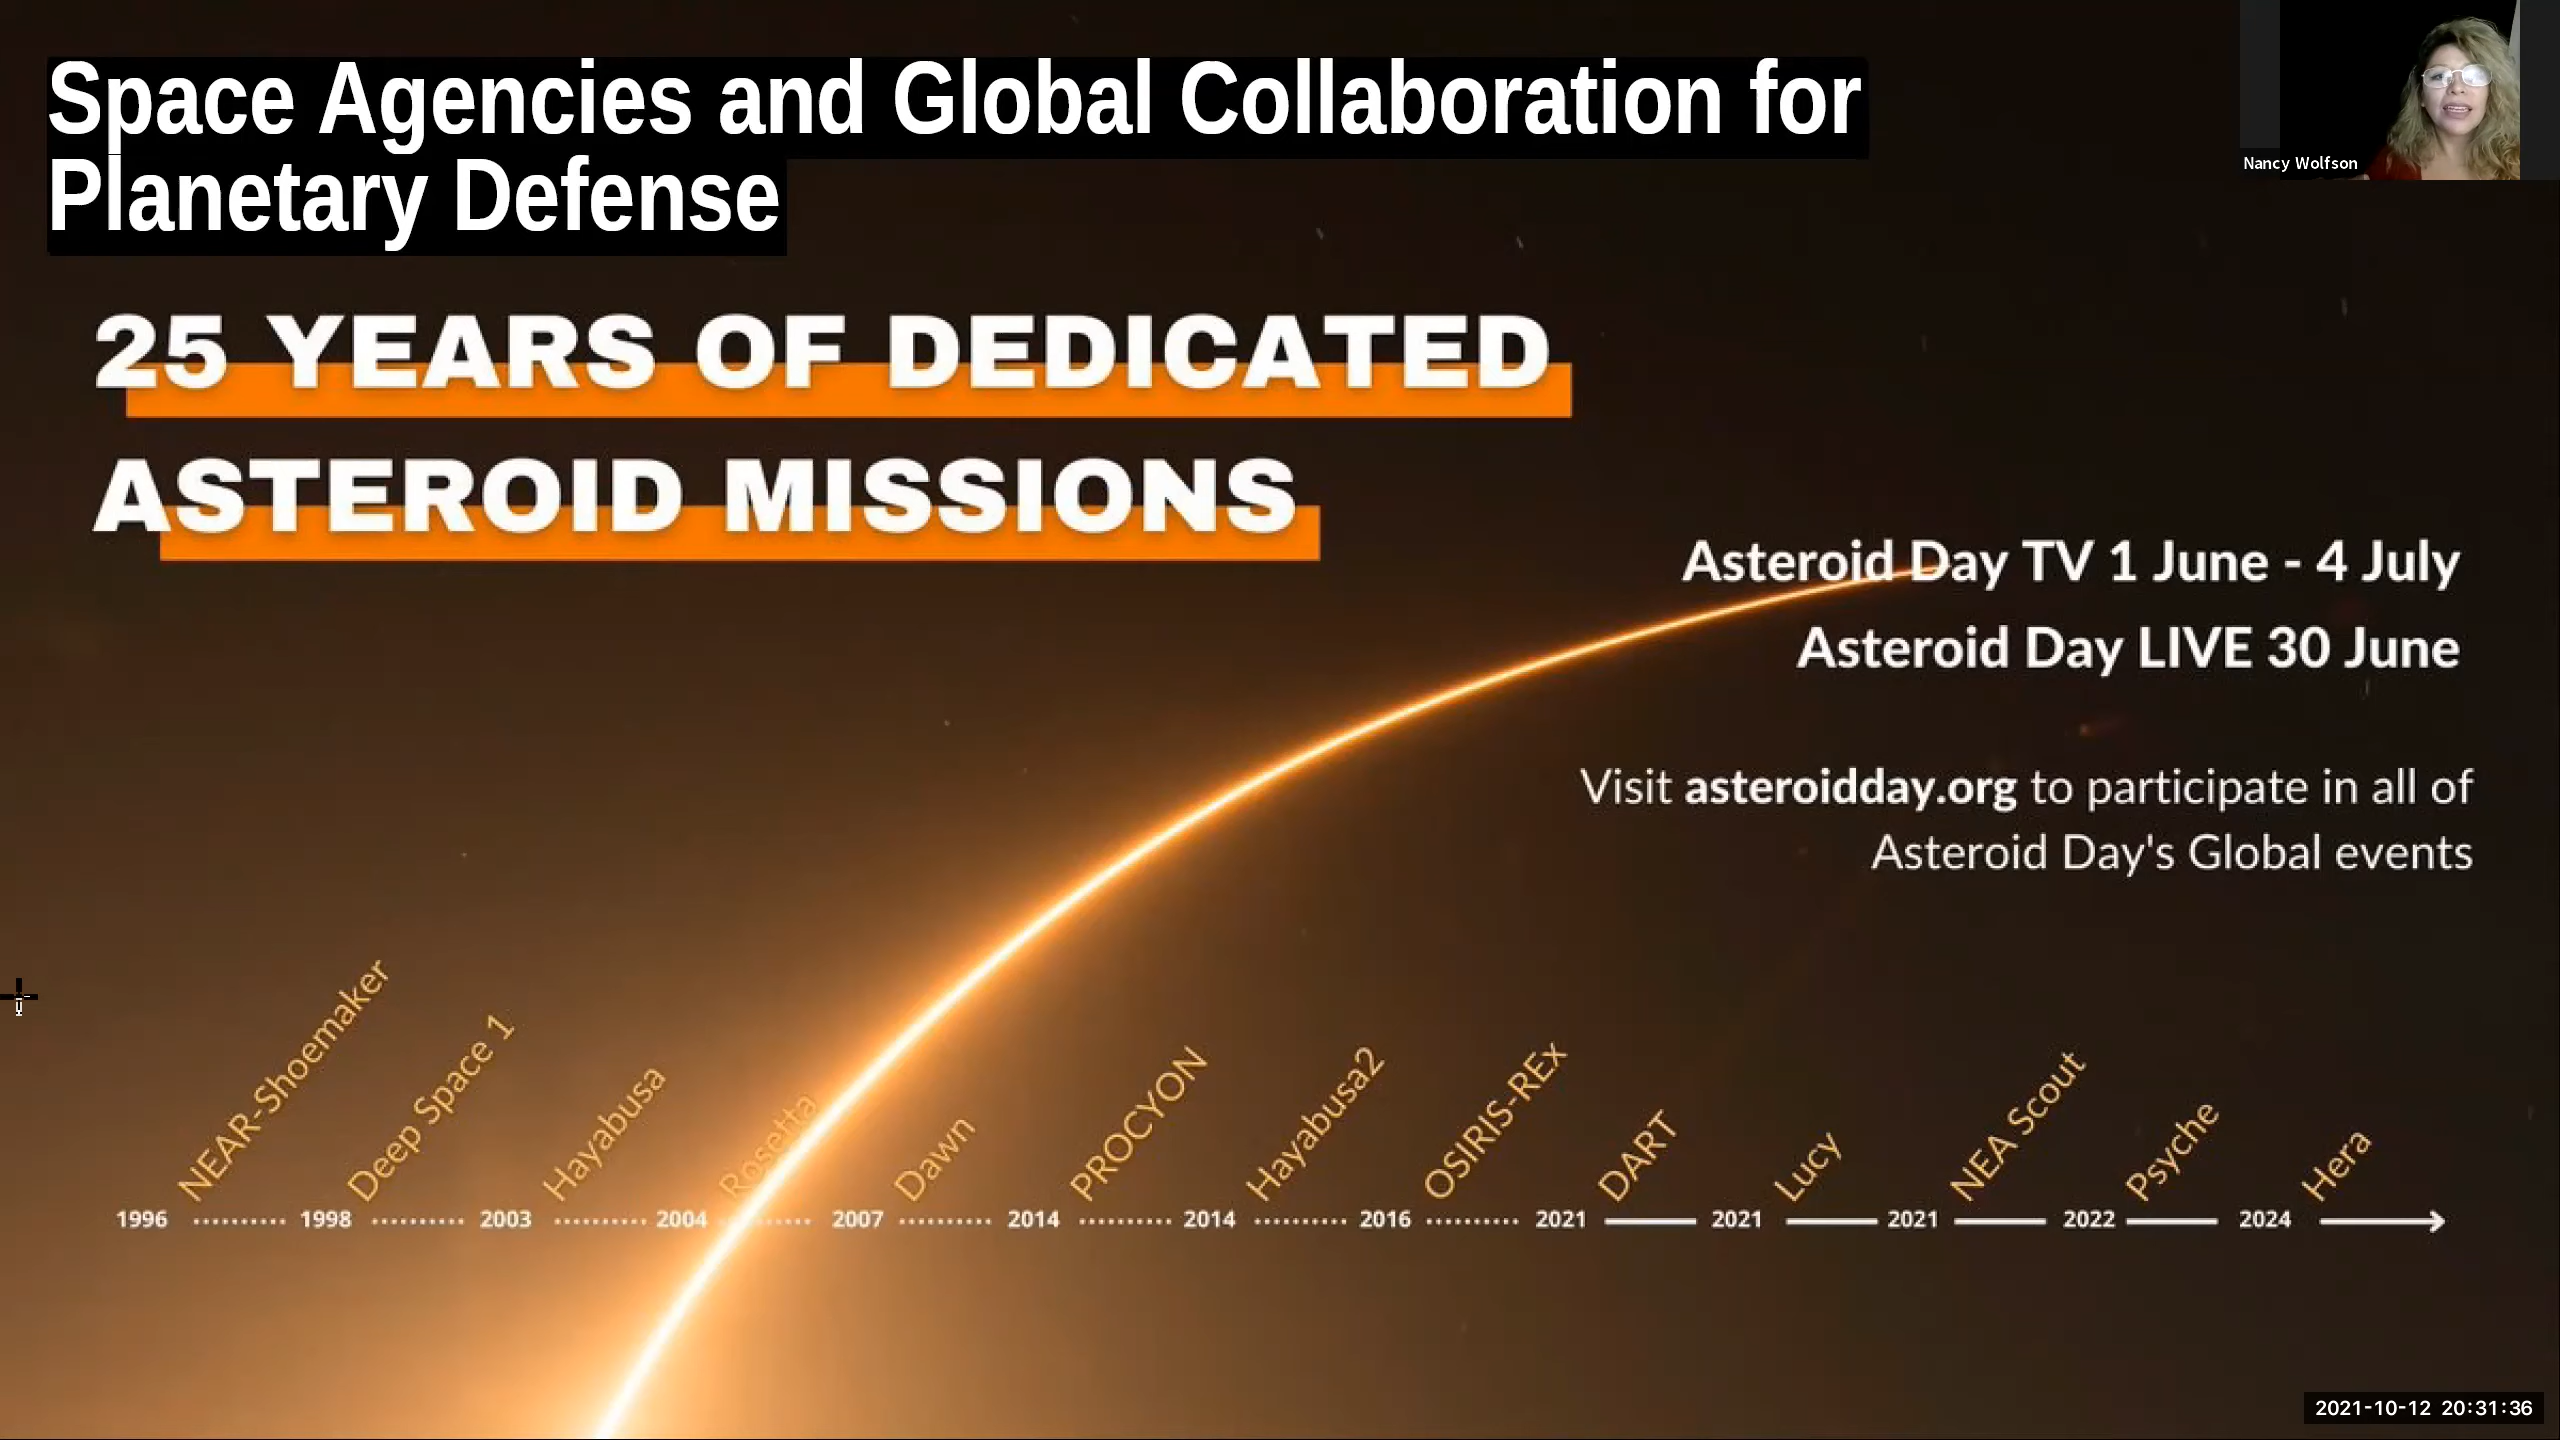 Space Agencies and Global Collaboration for
Planetary Defense
Nancy Wolfson
25 YEARS OF DEDICATED
ASTEROID MISSIONS
Asteroid Day TV 1 June - 4 July
Asteroid Day LIVE 30 June
Visit asteroidday.org to participate in all of
Asteroid Day's Global events
NEAR-Shoemaker
Deep Space 1
Hayabusa
Rosetta
Dawn
PROCYON
Hayabusa2
OSIRIS-REx
DART
Lucy
NEA Scout
Psyche
Hera
1996 1998 2003 2004 2007 2014 2014 2016 2021 2021 2021 2022 2024
2021-10-12 20:31:36